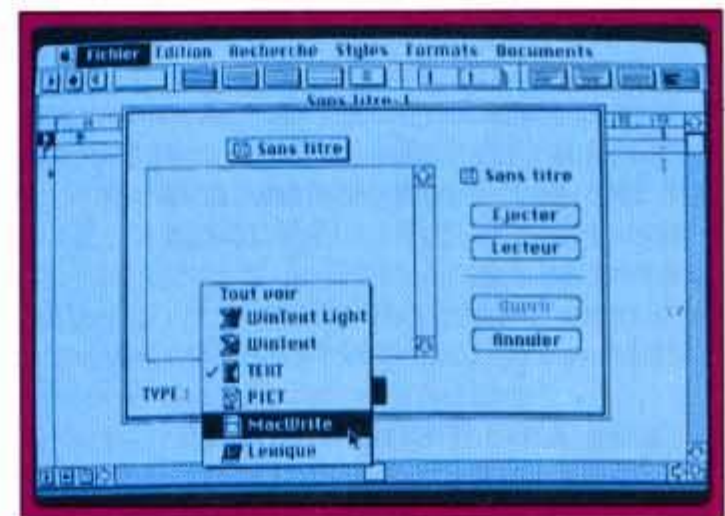 Fichier Edition Recherche Styles Formats Documents
Sans titre-1
Sans titre
Sans titre
Ejecter
Lecteur
Ouvrir
Annuler
Tout voir
WinText Light
WinText
TEXT
TYPE :
PICT
MacWrite
Lexique